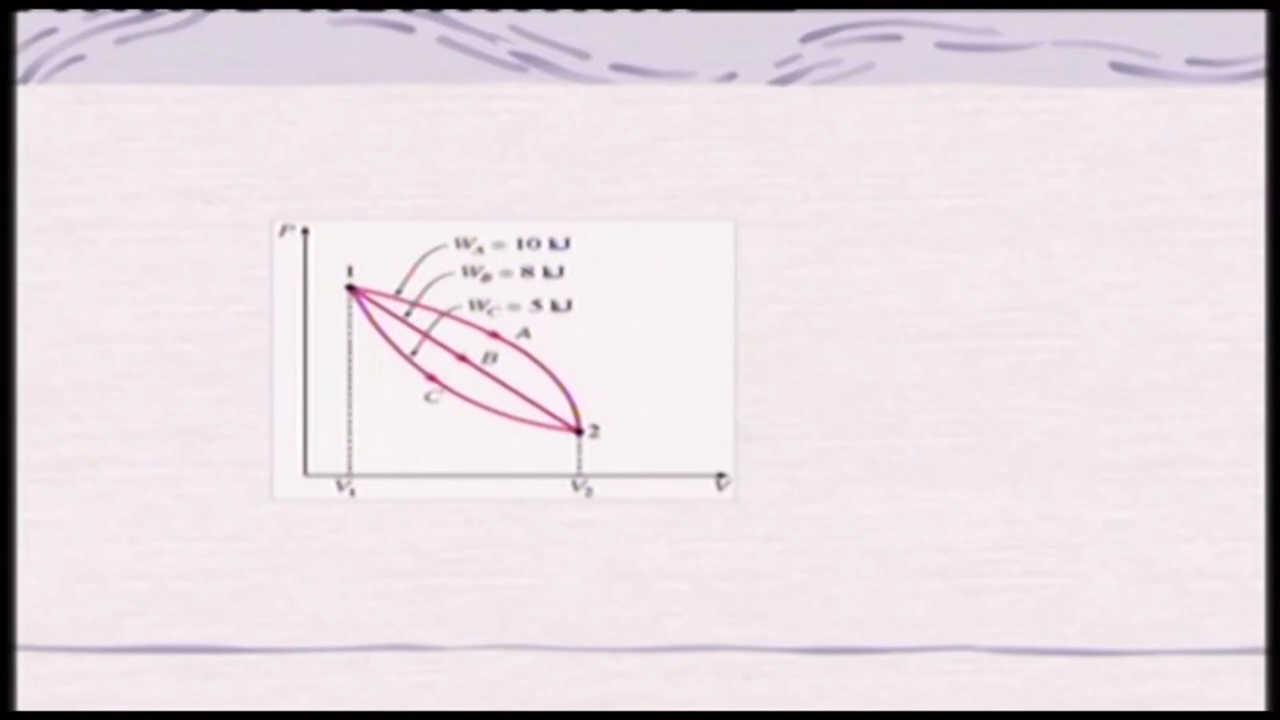 P
W_A = 10 kJ
1
W_B = 8 kJ
W_C = 5 kJ
A
B
C
2
V_1
V_2
V